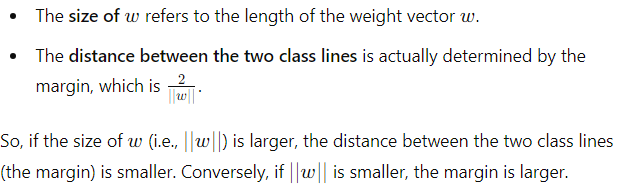 • The size of w refers to the length of the weight vector w.
• The distance between the two class lines is actually determined by the
margin, which is 2/||w||.
So, if the size of w (i.e., ||w||) is larger, the distance between the two class lines
(the margin) is smaller. Conversely, if ||w|| is smaller, the margin is larger.